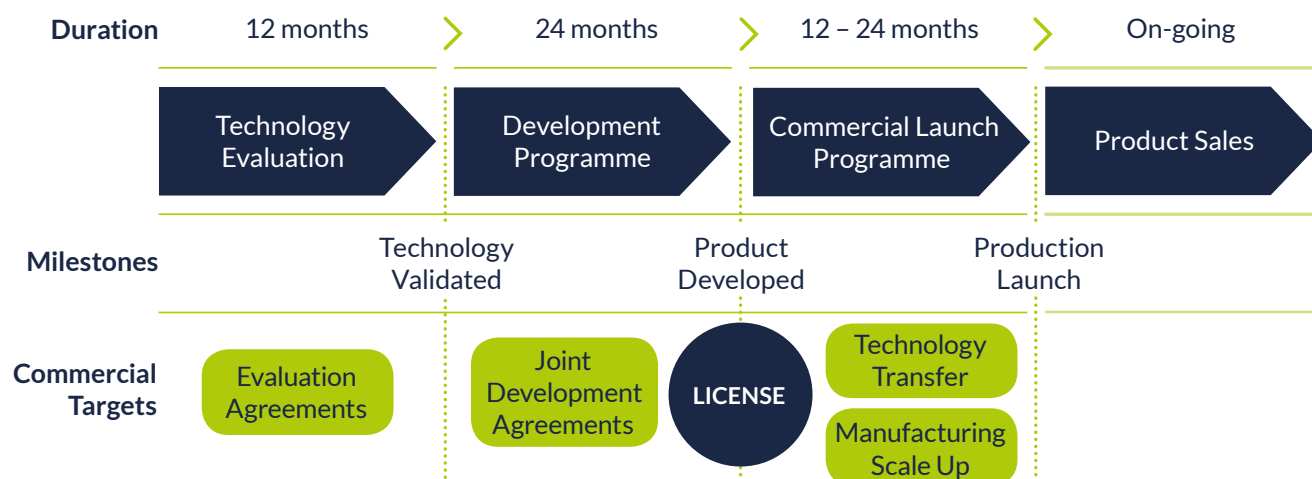 Duration
12 months
24 months
12 – 24 months
On-going
Technology
Evaluation
Development
Programme
Commercial Launch
Programme
Product Sales
Milestones
Technology
Validated
Product
Developed
Production
Launch
Commercial
Targets
Evaluation
Agreements
Joint
Development
Agreements
LICENSE
Technology
Transfer
Manufacturing
Scale Up